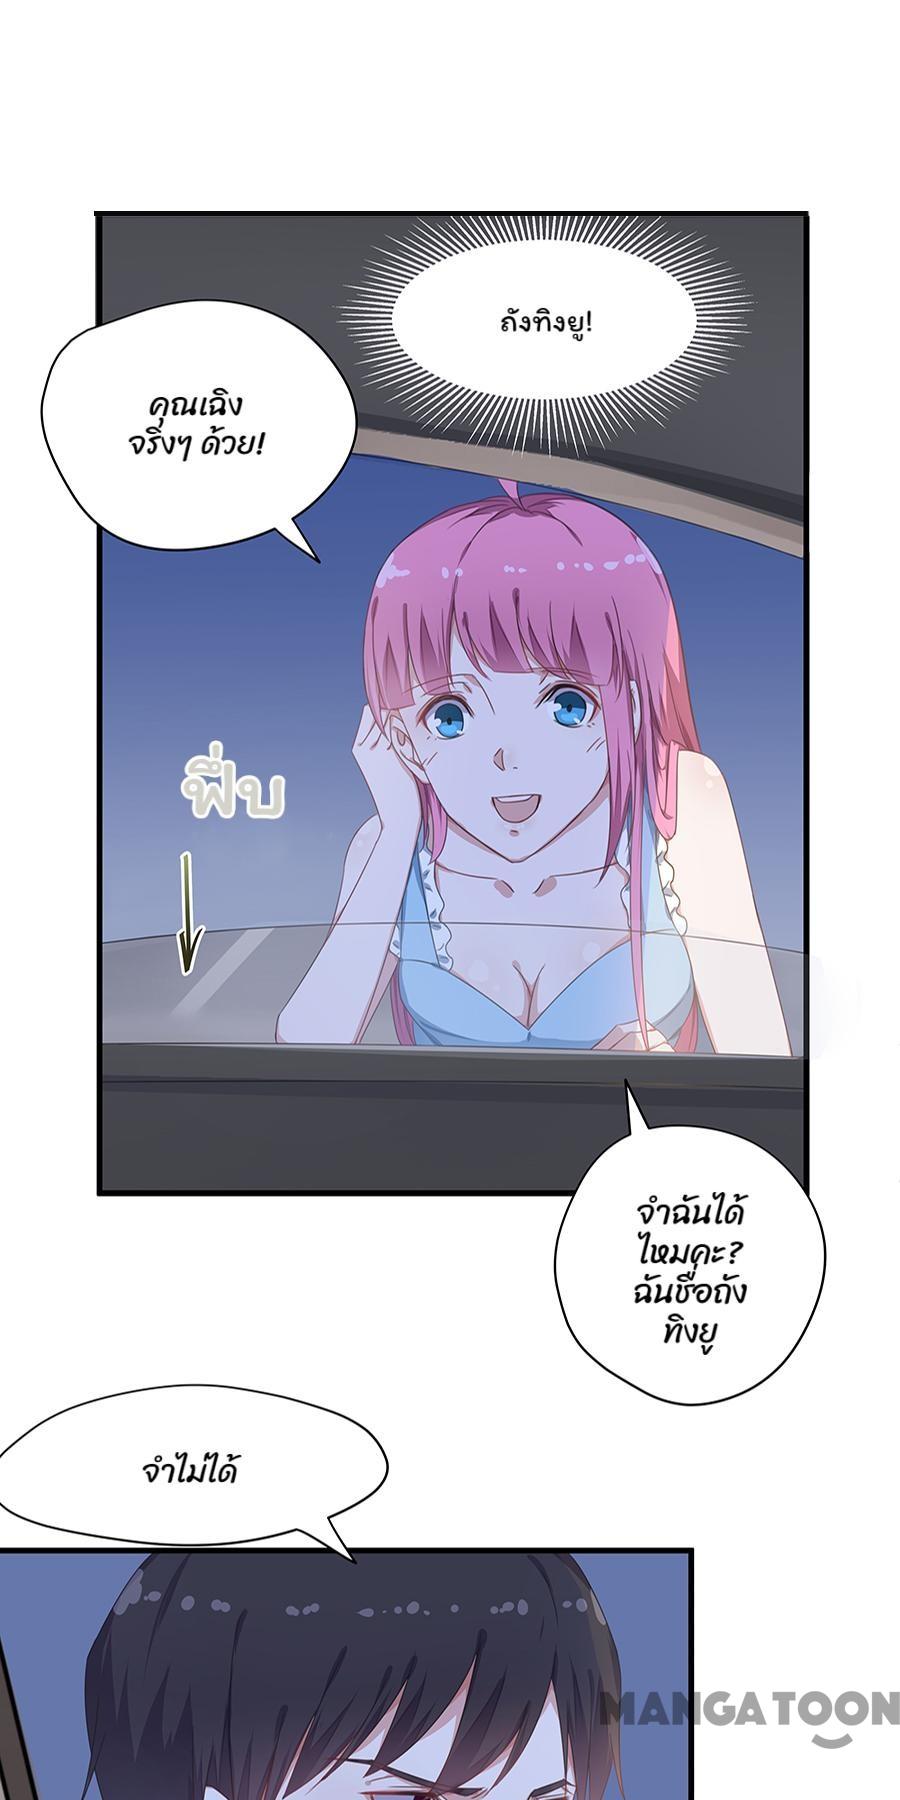 ถังทิงยู!
คุณเฉิง
จริงๆ ด้วย!
ฟึ่บ
จำฉันได้
ไหมคะ?
ฉันชื่อถัง
ทิงยู
จำไม่ได้
MANGATOON